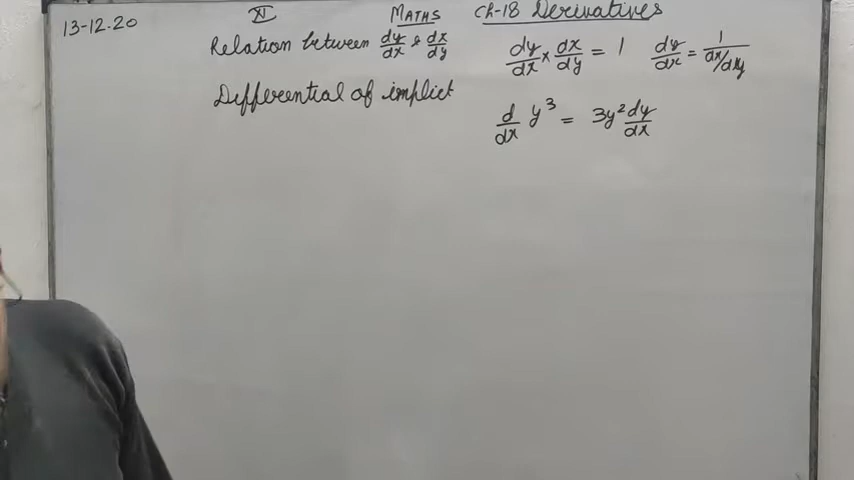 13-12.20 XI MATHS Ch-18 Derivatives
Relation between dy/dx & dx/dy dy/dx × dx/dy = 1 dy/dx = 1/(dx/dy)
Differential of implict
d/dx y³ = 3y² dy/dx